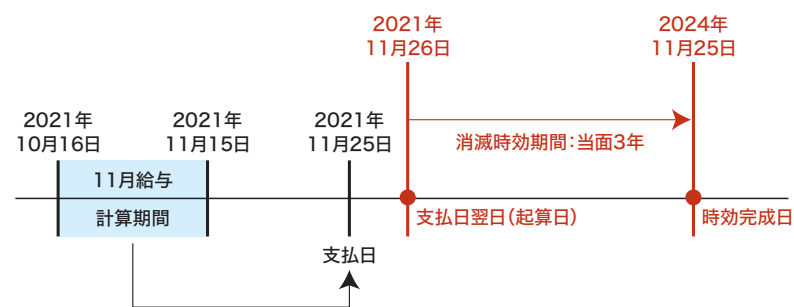 2021年
11月26日
2024年
11月25日
2021年
10月16日
2021年
11月15日
2021年
11月25日
消滅時効期間：当面3年
11月給与
計算期間
支払日翌日（起算日）
時効完成日
支払日